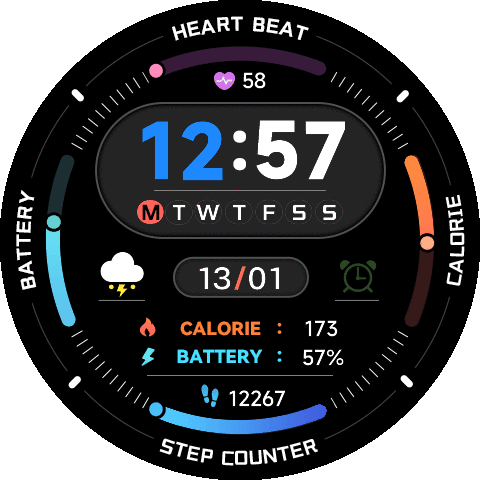 HEART BEAT
58
12:57
M T W T F S S
BATTERY
CALORIE
13/01
CALORIE : 173
BATTERY : 57%
12267
STEP COUNTER